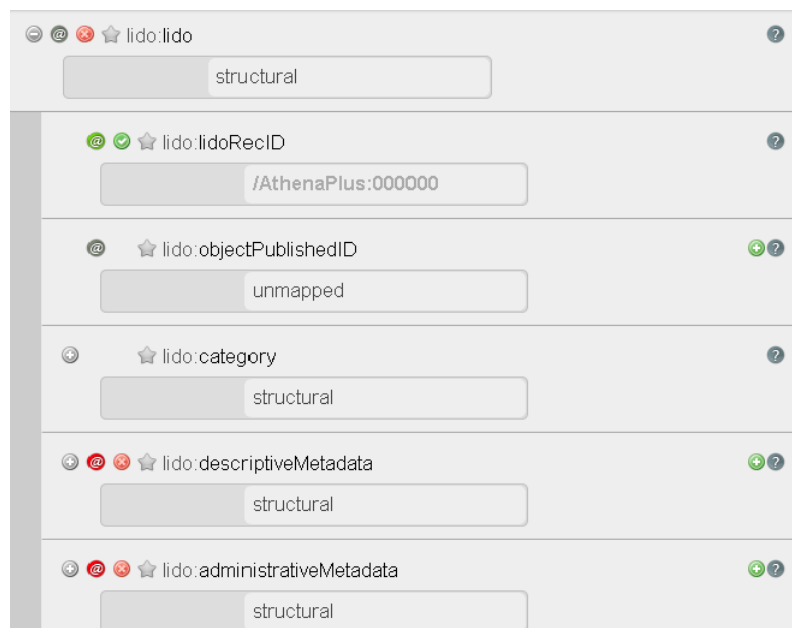 lido:lido
structural
lido:lidoRecID
/AthenaPlus:000000
lido:objectPublishedID
unmapped
lido:category
structural
lido:descriptiveMetadata
structural
lido:administrativeMetadata
structural